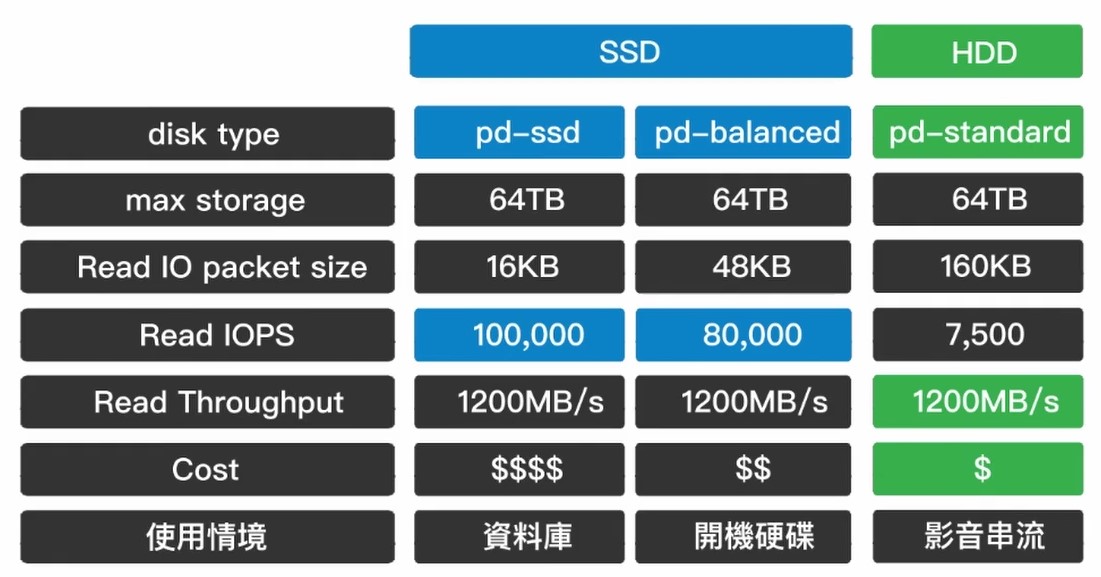 SSD HDD
disk type pd-ssd pd-balanced pd-standard
max storage 64TB 64TB 64TB
Read IO packet size 16KB 48KB 160KB
Read IOPS 100,000 80,000 7,500
Read Throughput 1200MB/s 1200MB/s 1200MB/s
Cost $$$$ $$ $
使用情境 資料庫 開機硬碟 影音串流